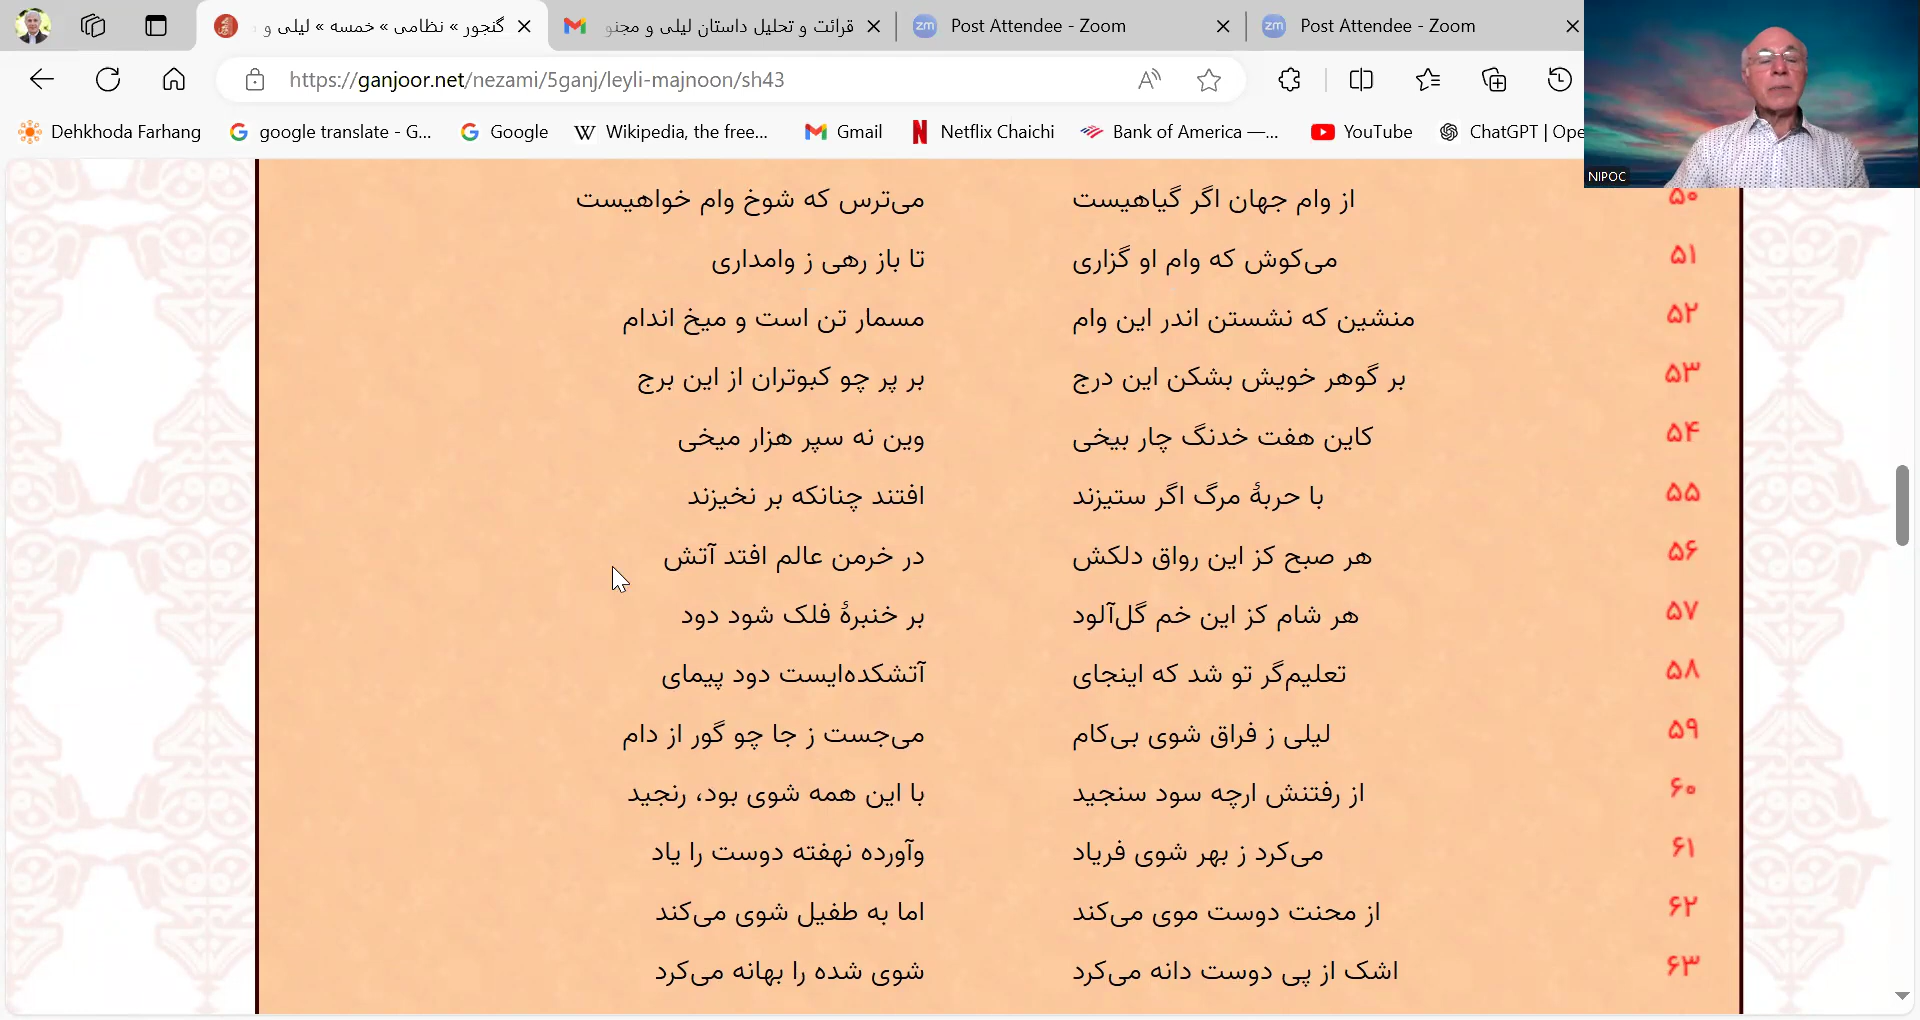 گنجور » نظامی » خمسه » لیلی و
قرائت و تحلیل داستان لیلی و مجنو
zm Post Attendee - Zoom
zm Post Attendee - Zoom
https://ganjoor.net/nezami/5ganj/leyli-majnoon/sh43
Dehkhoda Farhang
google translate - G...
Google
Wikipedia, the free...
Gmail
Netflix Chaichi
Bank of America —...
YouTube
ChatGPT | Ope
NIPOC
۵۰ از وام جهان اگر گیاهیست می‌ترس که شوخ وام خواهیست
۵۱ می‌کوش که وام او گزاری تا باز رهی ز وامداری
۵۲ منشین که نشستن اندر این وام مسمار تن است و میخ اندام
۵۳ بر گوهر خویش بشکن این درج بر پر چو کبوتران از این برج
۵۴ کاین هفت خدنگ چار بیخی وین نه سپر هزار میخی
۵۵ با حربهٔ مرگ اگر ستیزند افتند چنانکه بر نخیزند
۵۶ هر صبح کز این رواق دلکش در خرمن عالم افتد آتش
۵۷ هر شام کز این خم گل‌آلود بر خنبرهٔ فلک شود دود
۵۸ تعلیم‌گر تو شد که اینجای آتشکده‌ایست دود پیمای
۵۹ لیلی ز فراق شوی بی‌کام می‌جست ز جا چو گور از دام
۶۰ از رفتنش ارچه سود سنجید با این همه شوی بود، رنجید
۶۱ می‌کرد ز بهر شوی فریاد وآورده نهفته دوست را یاد
۶۲ از محنت دوست موی می‌کند اما به طفیل شوی می‌کند
۶۳ اشک از پی دوست دانه می‌کرد شوی شده را بهانه می‌کرد